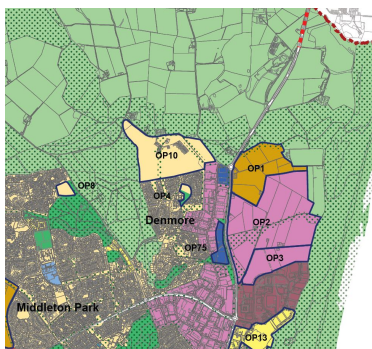 OP10
OP1
OP8
OP4
OP2
Denmore
OP75
OP3
Middleton Park
OP13